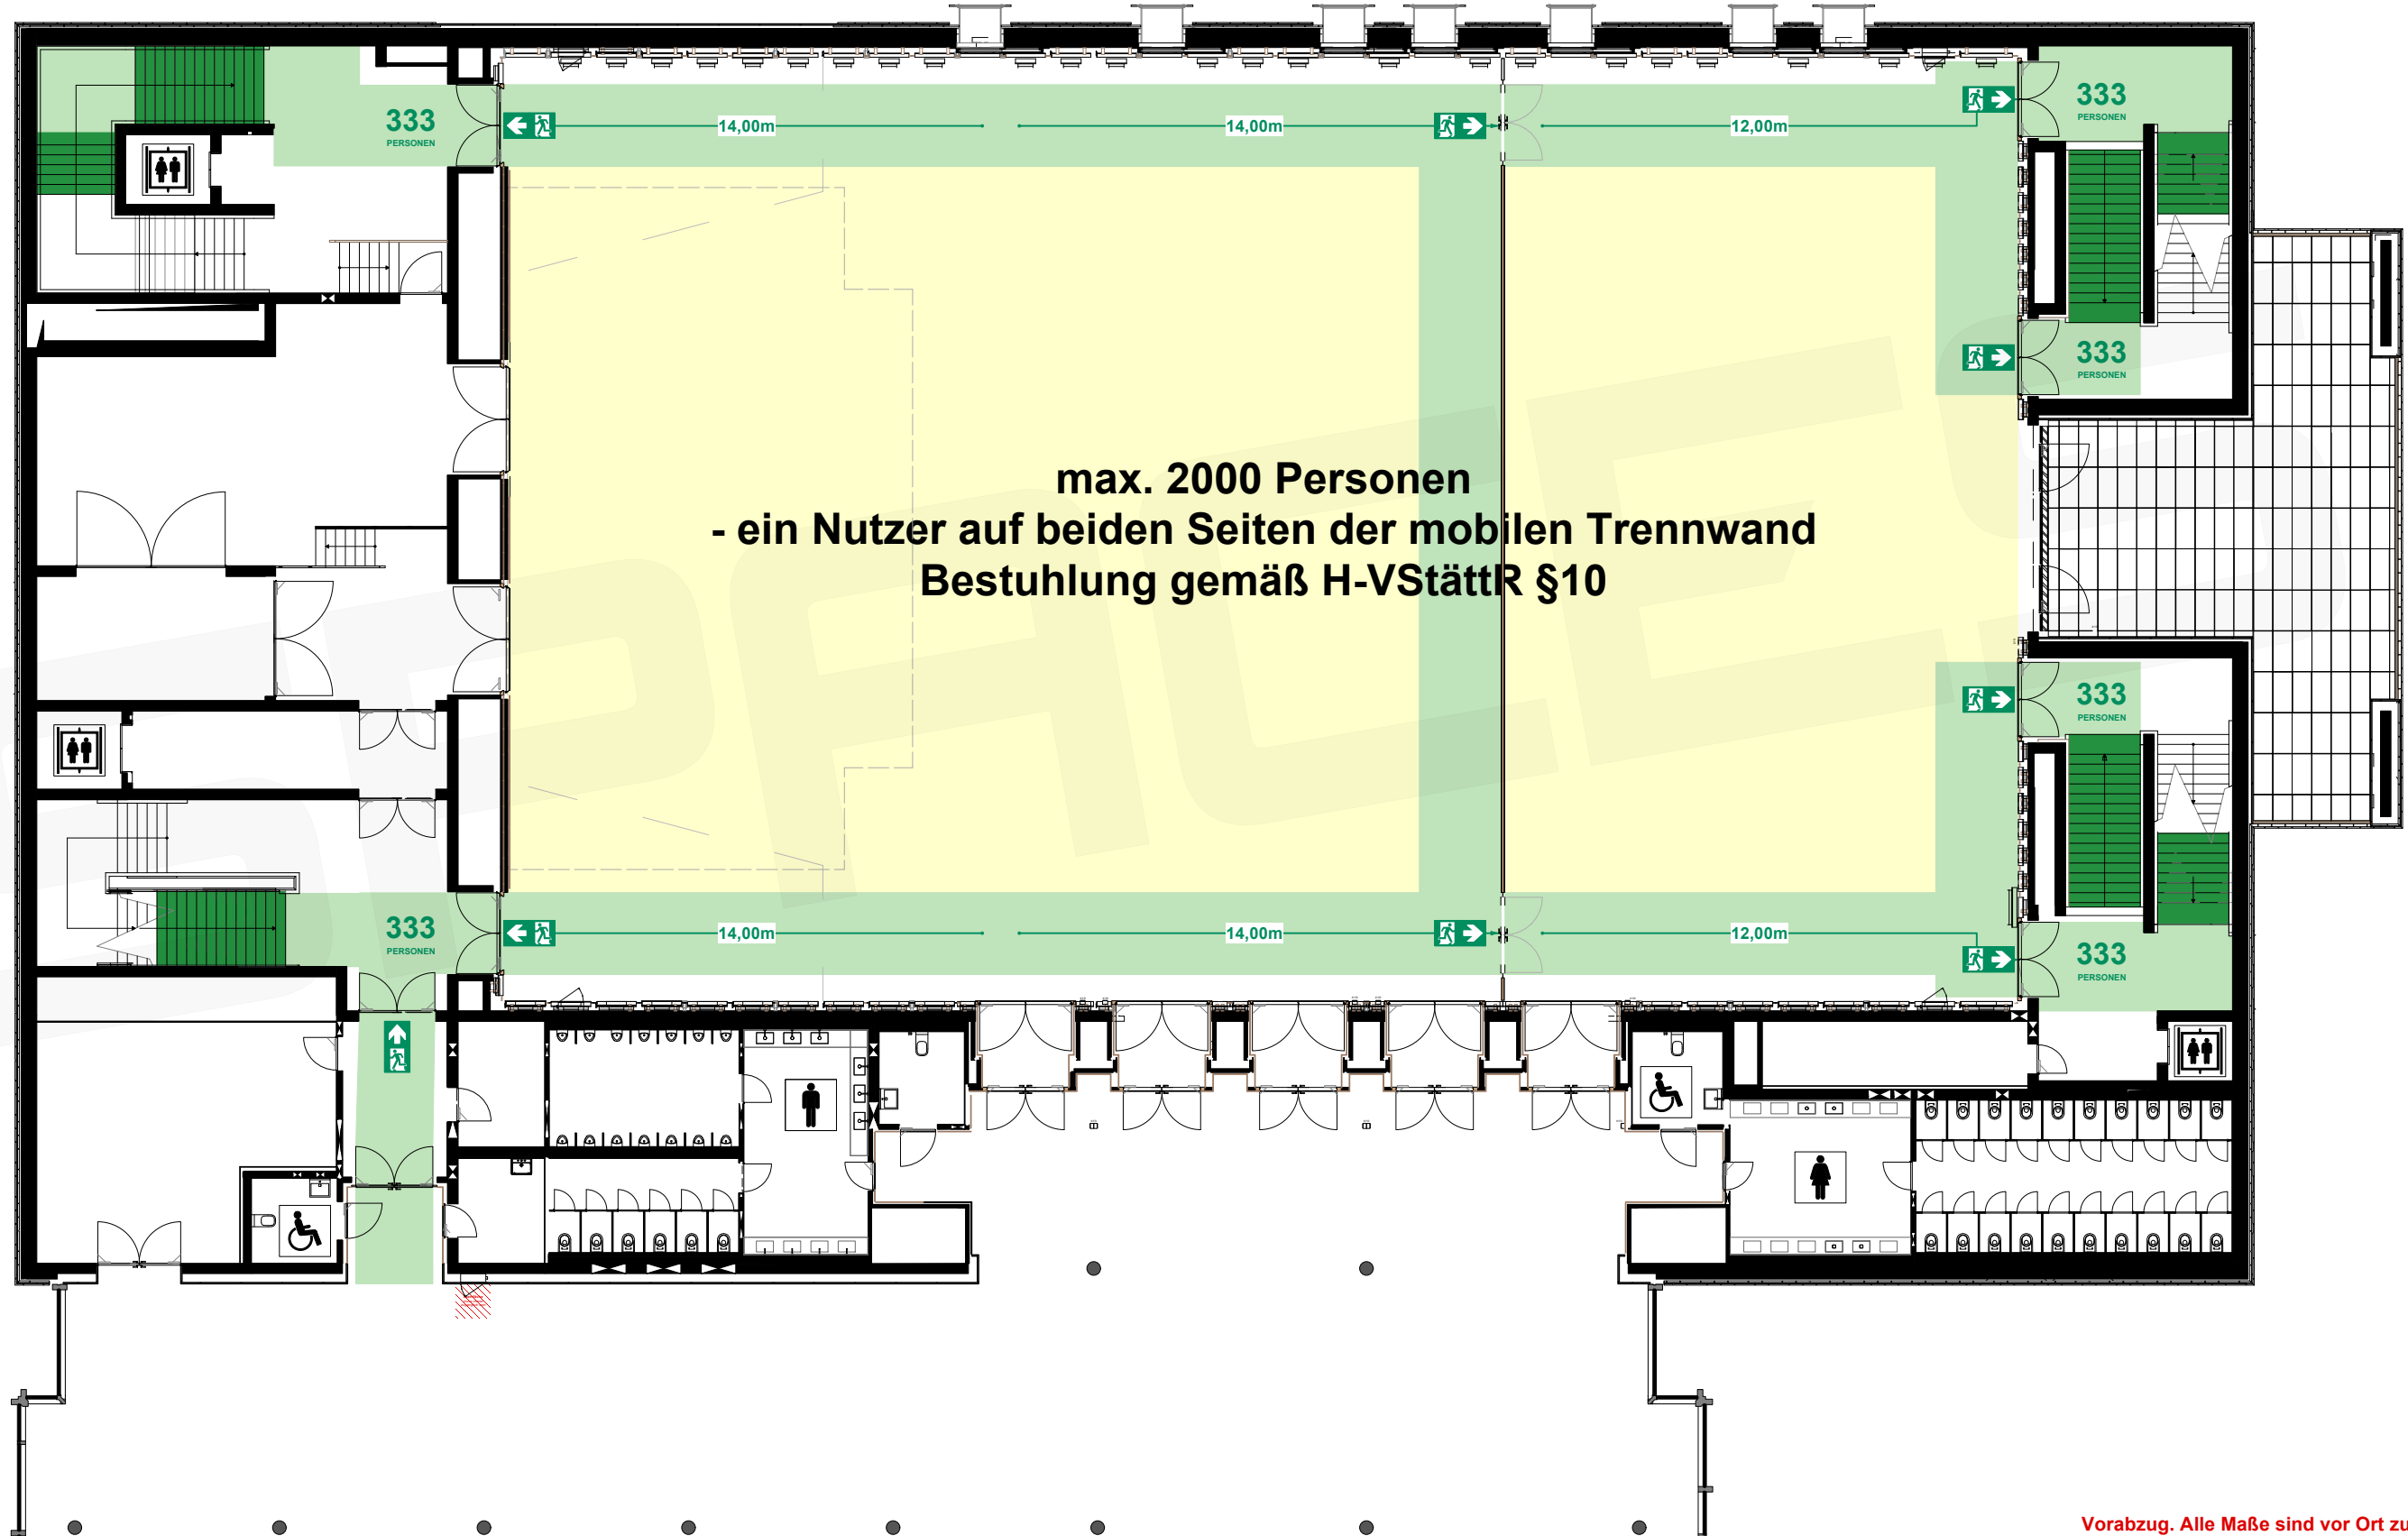 333
PERSONEN
14,00m
14,00m
12,00m
333
PERSONEN
333
PERSONEN
max. 2000 Personen
- ein Nutzer auf beiden Seiten der mobilen Trennwand
Bestuhlung gemäß H-VStättR §10
333
PERSONEN
333
PERSONEN
14,00m
14,00m
12,00m
333
PERSONEN
SPACES
Vorabzug. Alle Maße sind vor Ort zu